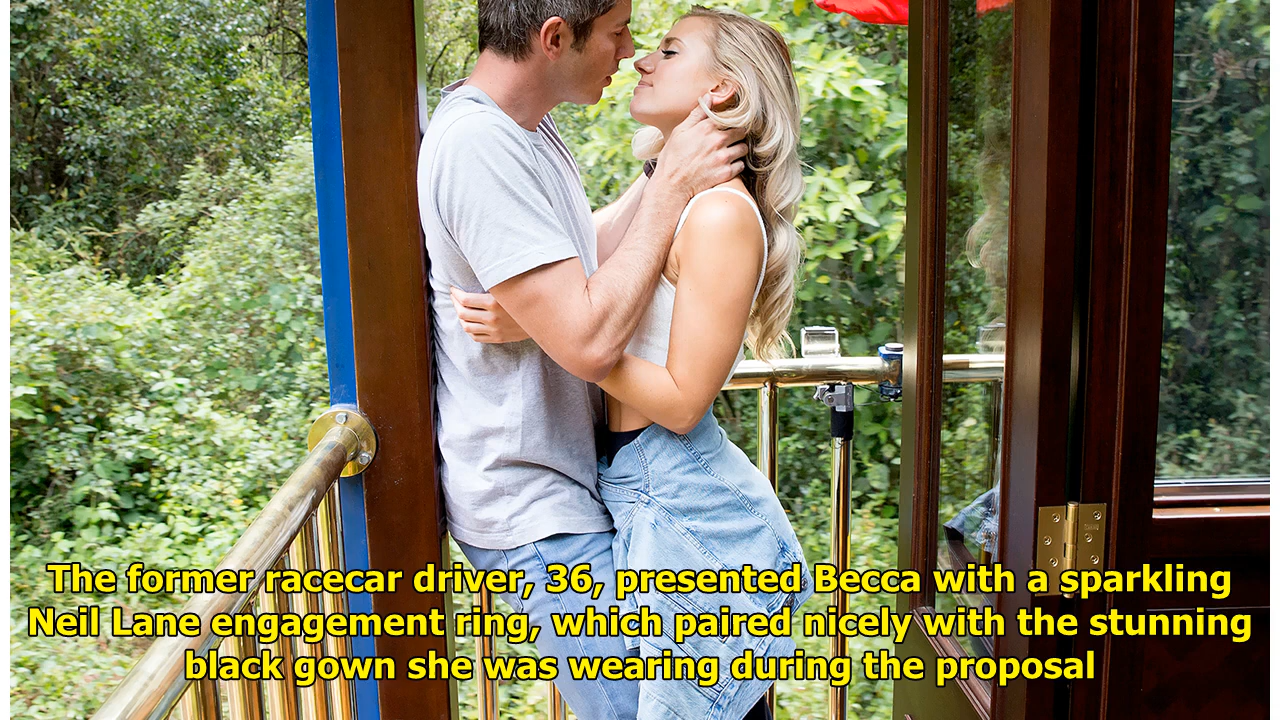 The former racecar driver, 36, presented Becca with a sparkling
Neil Lane engagement ring, which paired nicely with the stunning
black gown she was wearing during the proposal